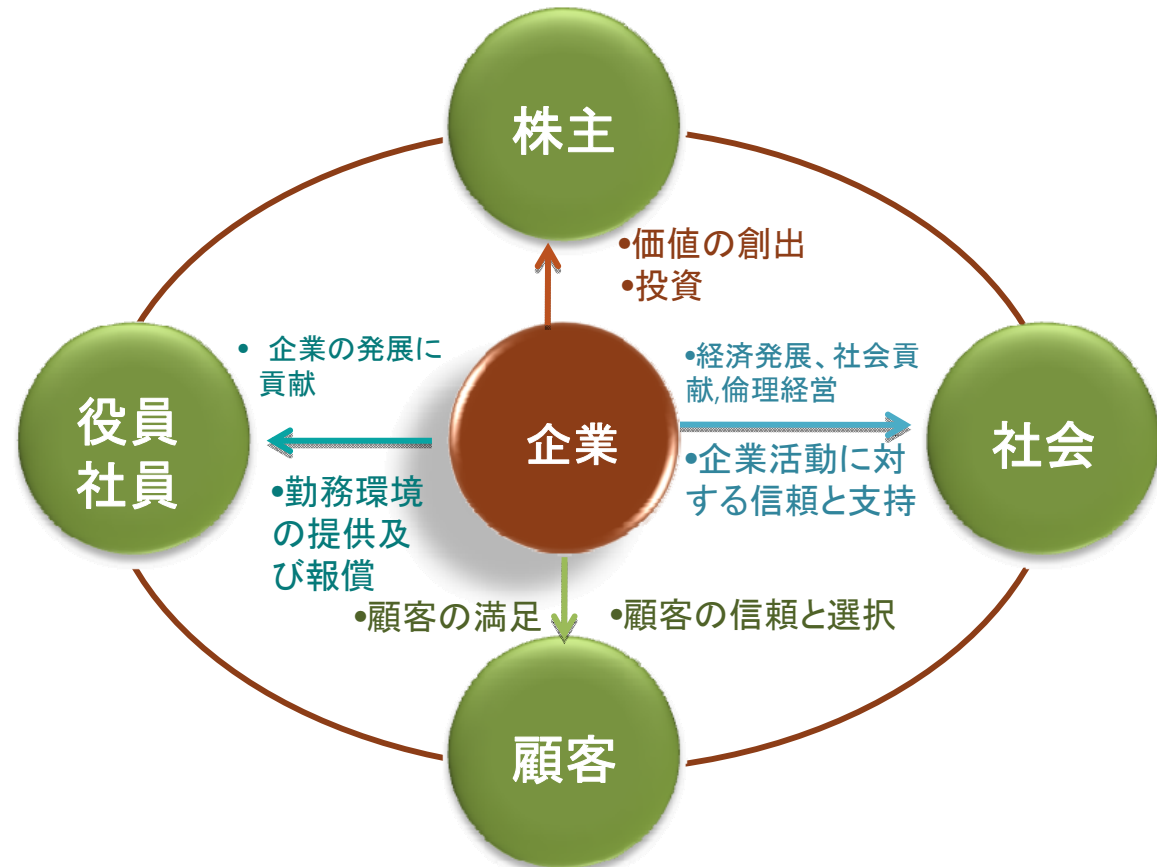 株主
•価値の創出
•投資
• 企業の発展に
貢献
役員
社員
•勤務環境
の提供及
び報償
企業
•経済発展、社会貢
献,倫理経営
•企業活動に対
する信頼と支持
社会
•顧客の満足
•顧客の信頼と選択
顧客